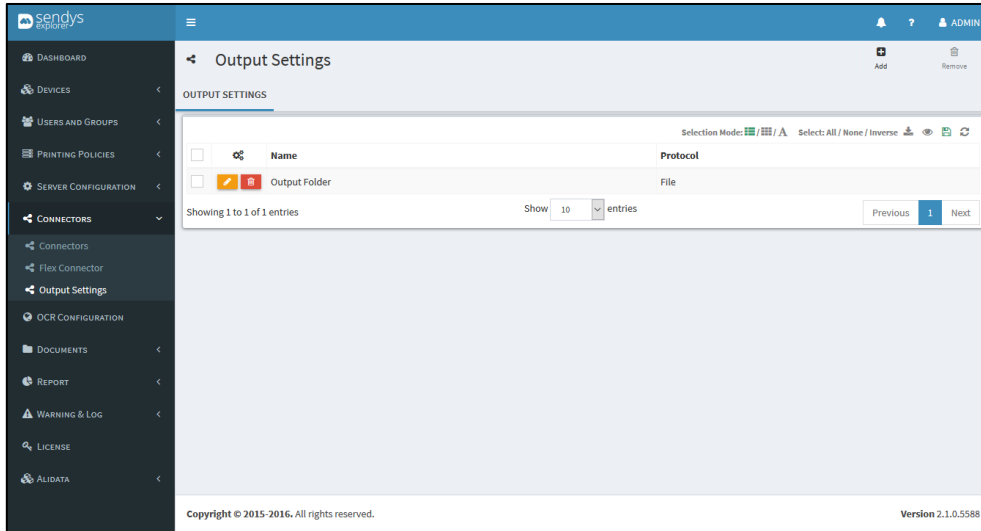 sendys
explorer
ADMIN
DASHBOARD
DEVICES
USERS AND GROUPS
PRINTING POLICIES
SERVER CONFIGURATION
CONNECTORS
Connectors
Flex Connector
Output Settings
OCR CONFIGURATION
DOCUMENTS
REPORT
WARNING & LOG
LICENSE
ALIDATA
Output Settings
Add
Remove
OUTPUT SETTINGS
Selection Mode: / / A Select: All / None / Inverse
Name Protocol
Output Folder File
Showing 1 to 1 of 1 entries Show 10 entries Previous 1 Next
Copyright © 2015-2016. All rights reserved. Version 2.1.0.5588